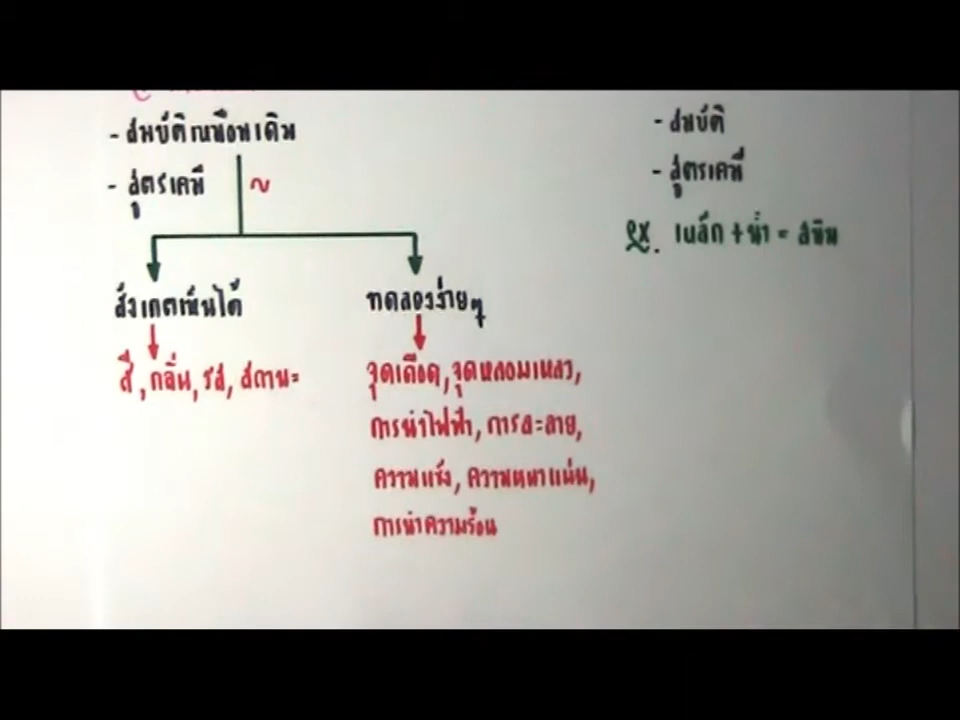 - สมบัติเหมือนเดิม
- สูตรเคมี
สังเกตเห็นได้
สี, กลิ่น, รส, สถานะ
ทดลองง่ายๆ
จุดเดือด, จุดหลอมเหลว,
การนำไฟฟ้า, การละลาย,
ความแข็ง, ความหนาแน่น,
การนำความร้อน
- สมบัติ
- สูตรเคมี
ex. เหล็ก + น้ำ = สนิม